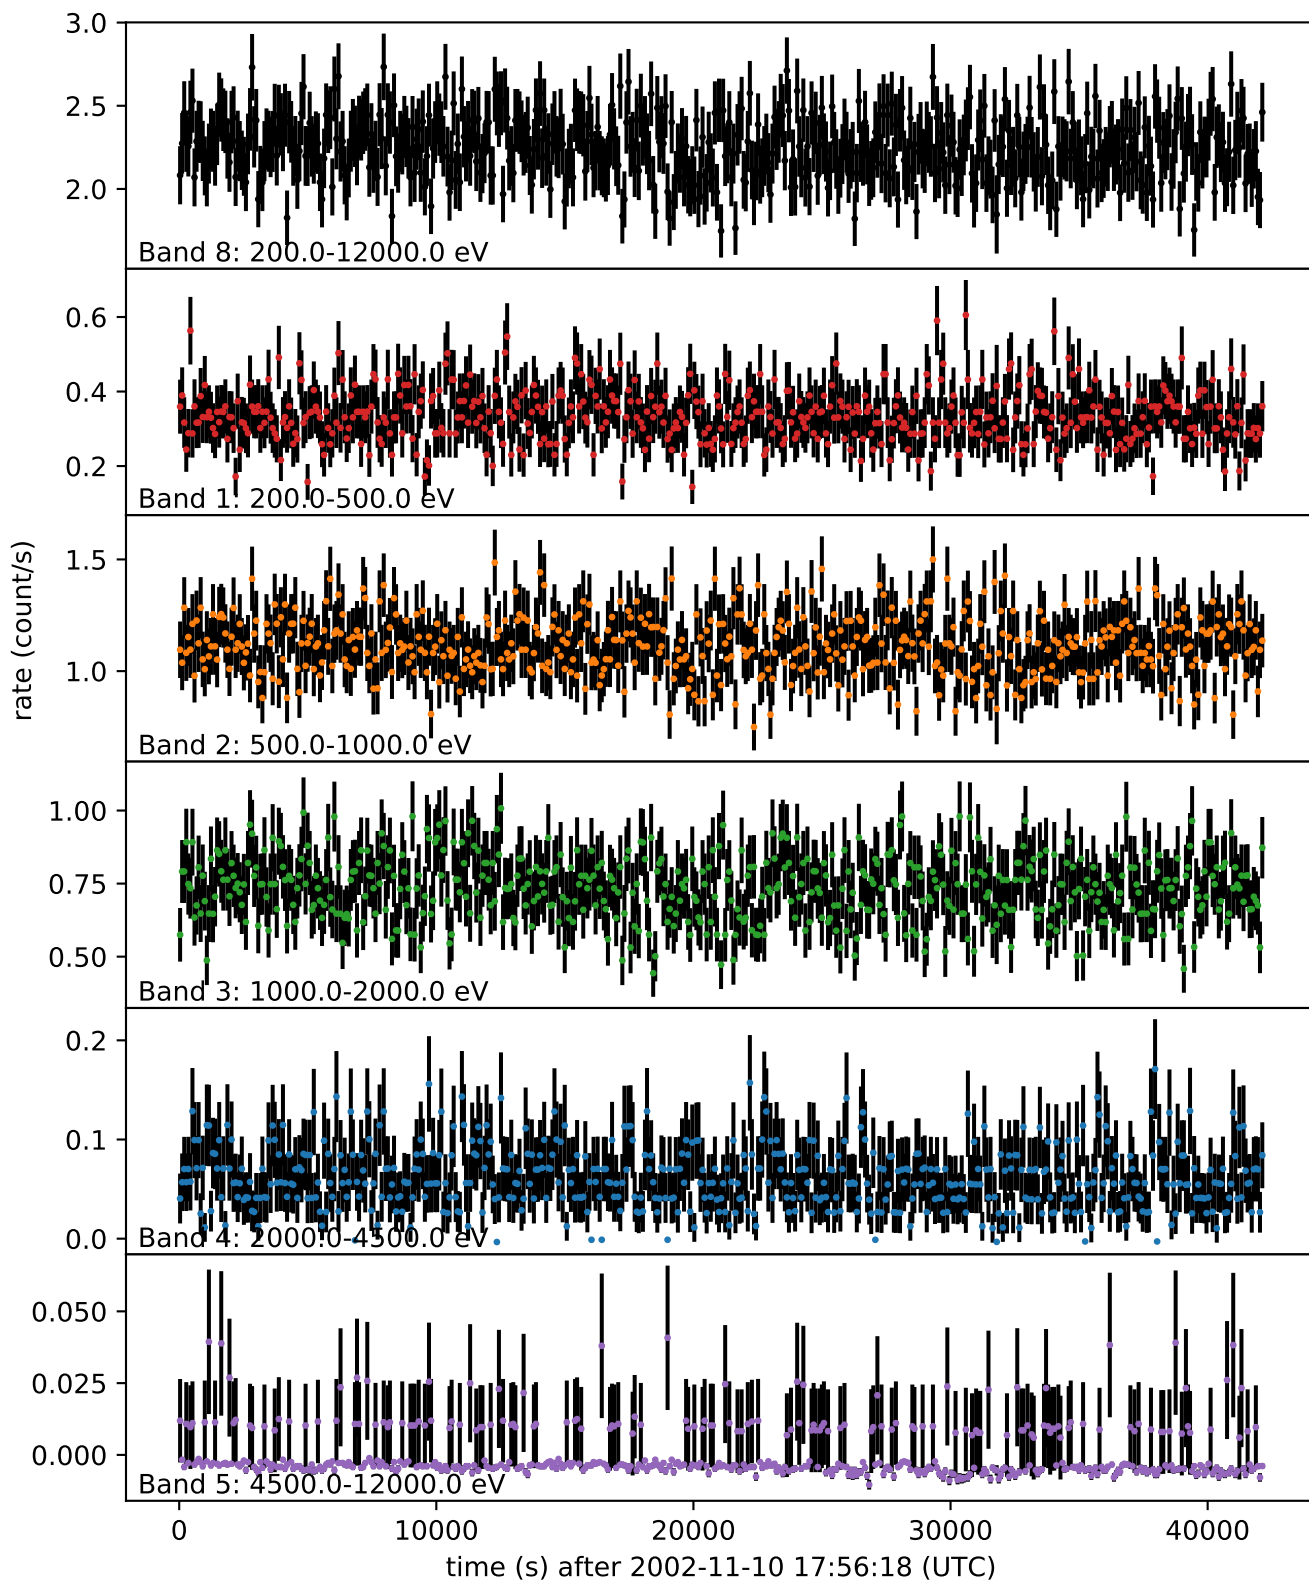 3.0
2.5
2.0
Band 8: 200.0-12000.0 eV
0.6
0.4
0.2
Band 1: 200.0-500.0 eV
rate (count/s)
1.5
1.0
Band 2: 500.0-1000.0 eV
1.00
0.75
0.50
Band 3: 1000.0-2000.0 eV
0.2
0.1
0.0
Band 4: 2000.0-4500.0 eV
0.050
0.025
0.000
Band 5: 4500.0-12000.0 eV
0 10000 20000 30000 40000
time (s) after 2002-11-10 17:56:18 (UTC)